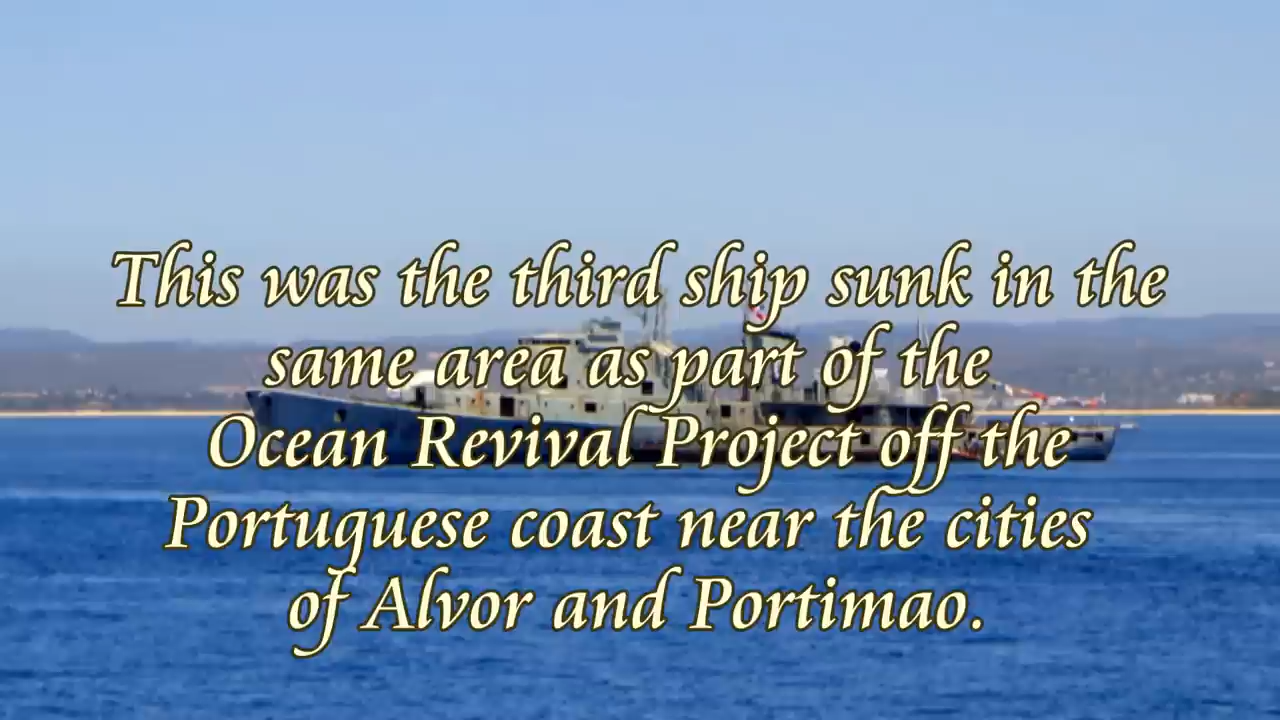 This was the third ship sunk in the
same area as part of the
Ocean Revival Project off the
Portuguese coast near the cities
of Alvor and Portimao.